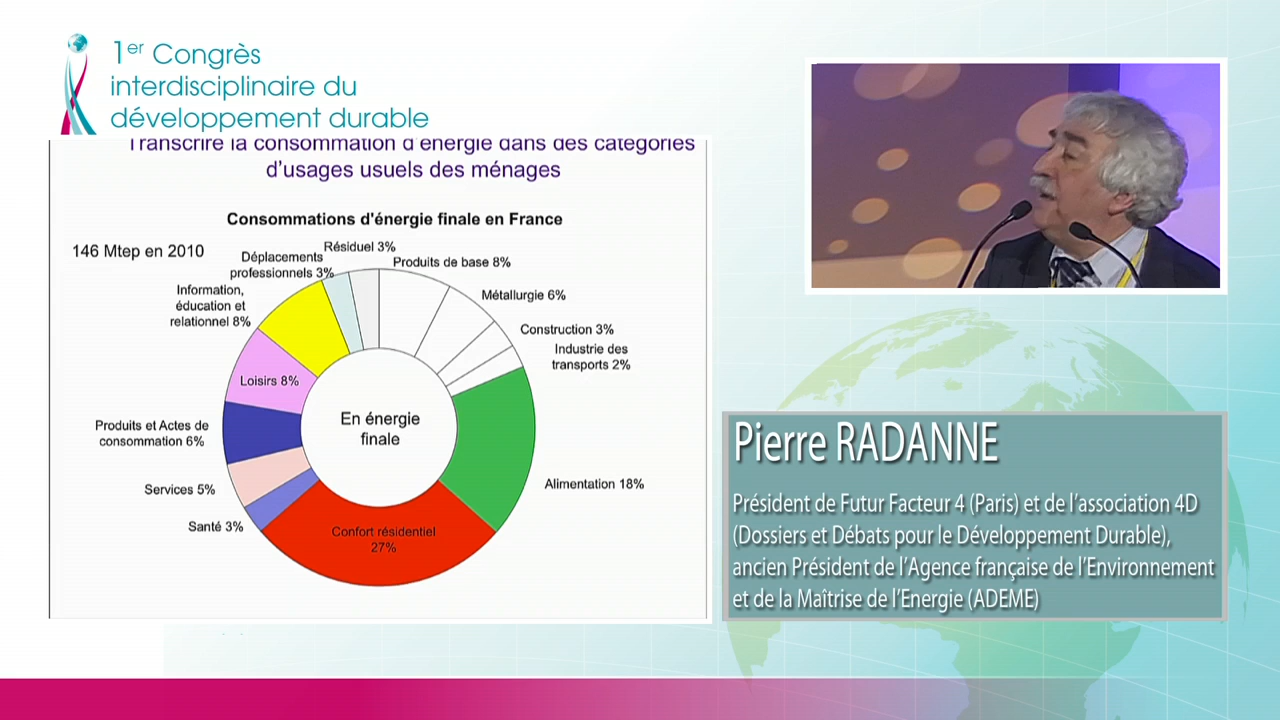 1er Congrès
interdisciplinaire du
développement durable
Transcrire la consommation d'énergie dans des catégories
d'usages usuels des ménages
Consommations d'énergie finale en France
146 Mtep en 2010
Résiduel 3%
Déplacements
professionnels 3%
Produits de base 8%
Information,
éducation et
relationnel 8%
Métallurgie 6%
Construction 3%
Industrie des
transports 2%
Loisirs 8%
En énergie
finale
Produits et Actes de
consommation 6%
Alimentation 18%
Services 5%
Santé 3%
Confort résidentiel
27%
Pierre RADANNE
Président de Futur Facteur 4 (Paris) et de l'association 4D
(Dossiers et Débats pour le Développement Durable),
ancien Président de l'Agence française de l'Environnement
et de la Maîtrise de l'Energie (ADEME)